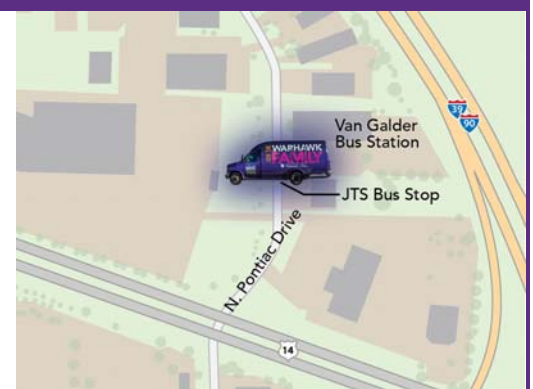 39
90
WARHAWK
FAMILY
Van Galder
Bus Station
JTS Bus Stop
N. Pontiac Drive
14